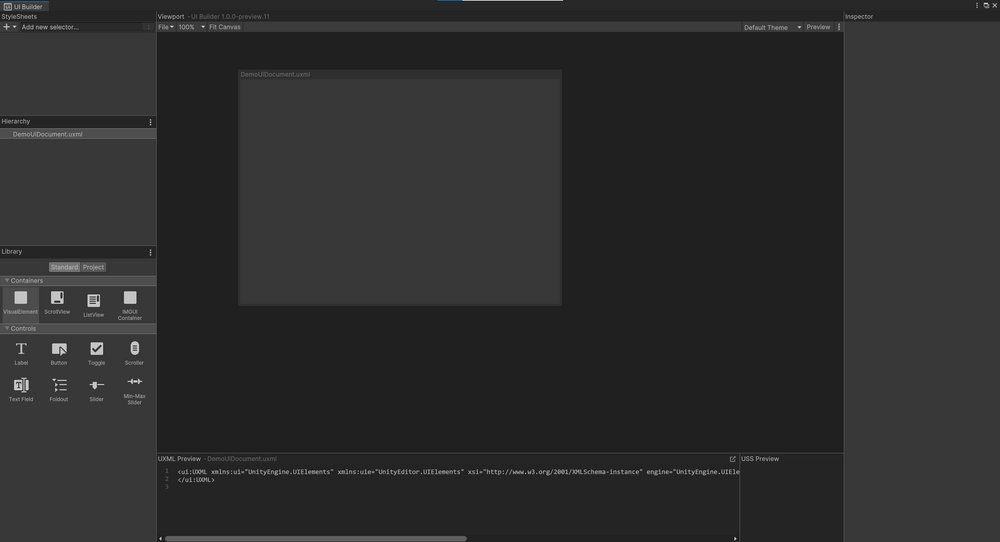 UI Builder
StyleSheets
Add new selector...
Viewport - UI Builder 1.0.0-preview.11
File 100% Fit Canvas
Default Theme Preview
Inspector
DemoUiDocument.uxml
Hierarchy
DemoUiDocument.uxml
Library
Standard Project
Containers
VisualElement ScrollView ListView IMGUI Container
Controls
Label Button Toggle Scroller
Text Field Foldout Slider Min-Max Slider
UXML Preview - DemoUiDocument.uxml
USS Preview
1 <ui:UXML xmlns:ui="UnityEngine.UIElements" xmlns:uie="UnityEditor.UIElements" xsi="http://www.w3.org/2001/XMLSchema-instance" engine="UnityEngine.UIEle
2 </ui:UXML>
3